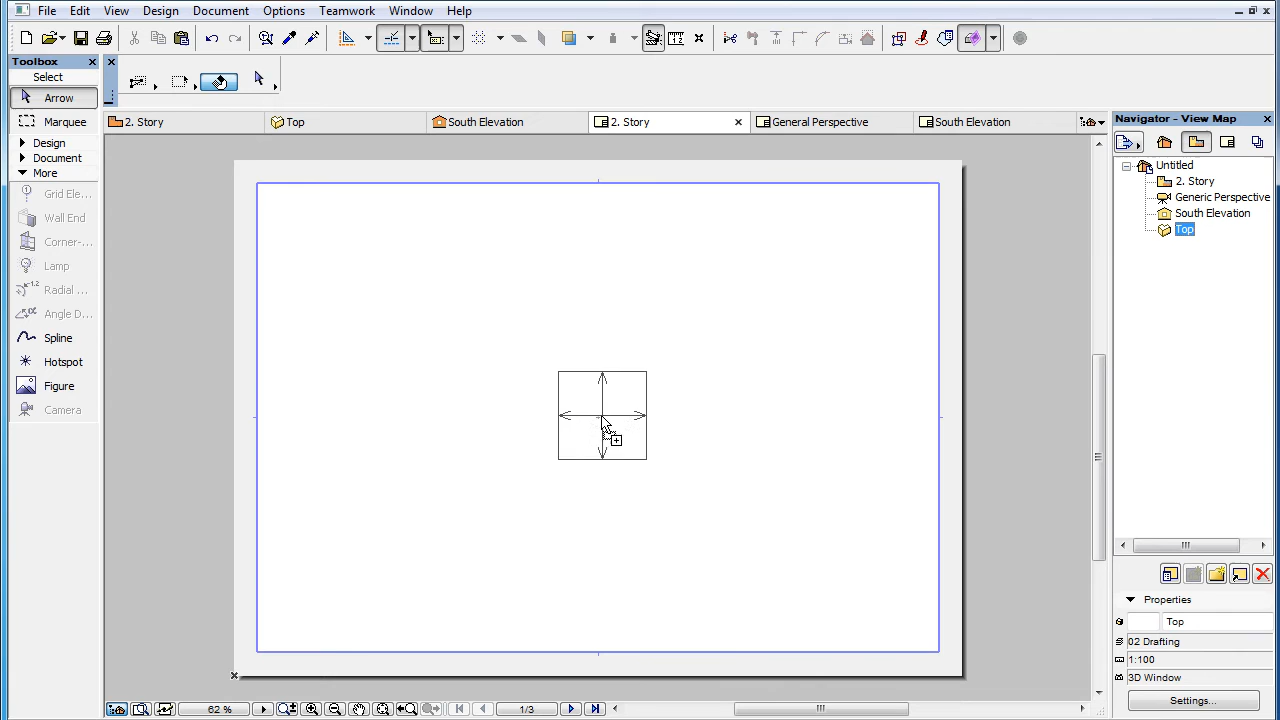 File Edit View Design Document Options Teamwork Window Help
Toolbox
Select
Arrow
Marquee
Design
Document
More
Grid Ele...
Wall End
Corner-...
Lamp
Radial ...
Angle D...
Spline
Hotspot
Figure
Camera
2. Story
Top
South Elevation
2. Story
General Perspective
South Elevation
Navigator - View Map
Untitled
2. Story
Generic Perspective
South Elevation
Top
Properties
Top
02 Drafting
1:100
3D Window
Settings...
62 %
1/3